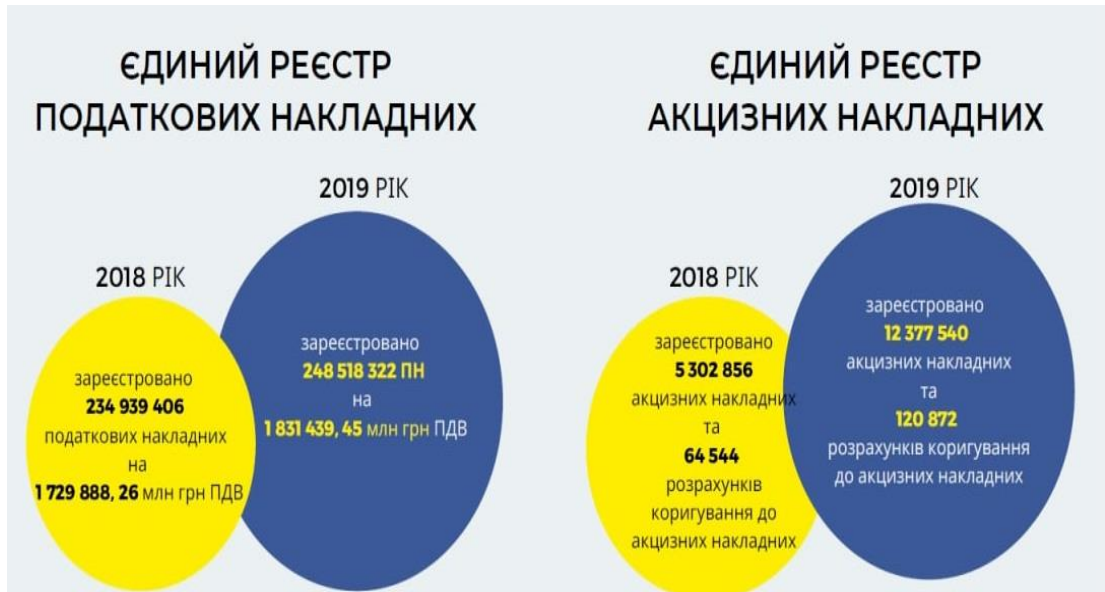 ЄДИНИЙ РЕЄСТР
ПОДАТКОВИХ НАКЛАДНИХ
2018 РІК
зареєстровано
234 939 406
податкових накладних
на
1 729 888, 26 млн грн ПДВ
2019 РІК
зареєстровано
248 518 322 ПН
на
1 831 439, 45 млн грн ПДВ
ЄДИНИЙ РЕЄСТР
АКЦИЗНИХ НАКЛАДНИХ
2018 РІК
зареєстровано
5 302 856
акцизних накладних
та
64 544
розрахунків
коригування до
акцизних накладних
2019 РІК
зареєстровано
12 377 540
акцизних накладних
та
120 872
розрахунків коригування
до акцизних накладних